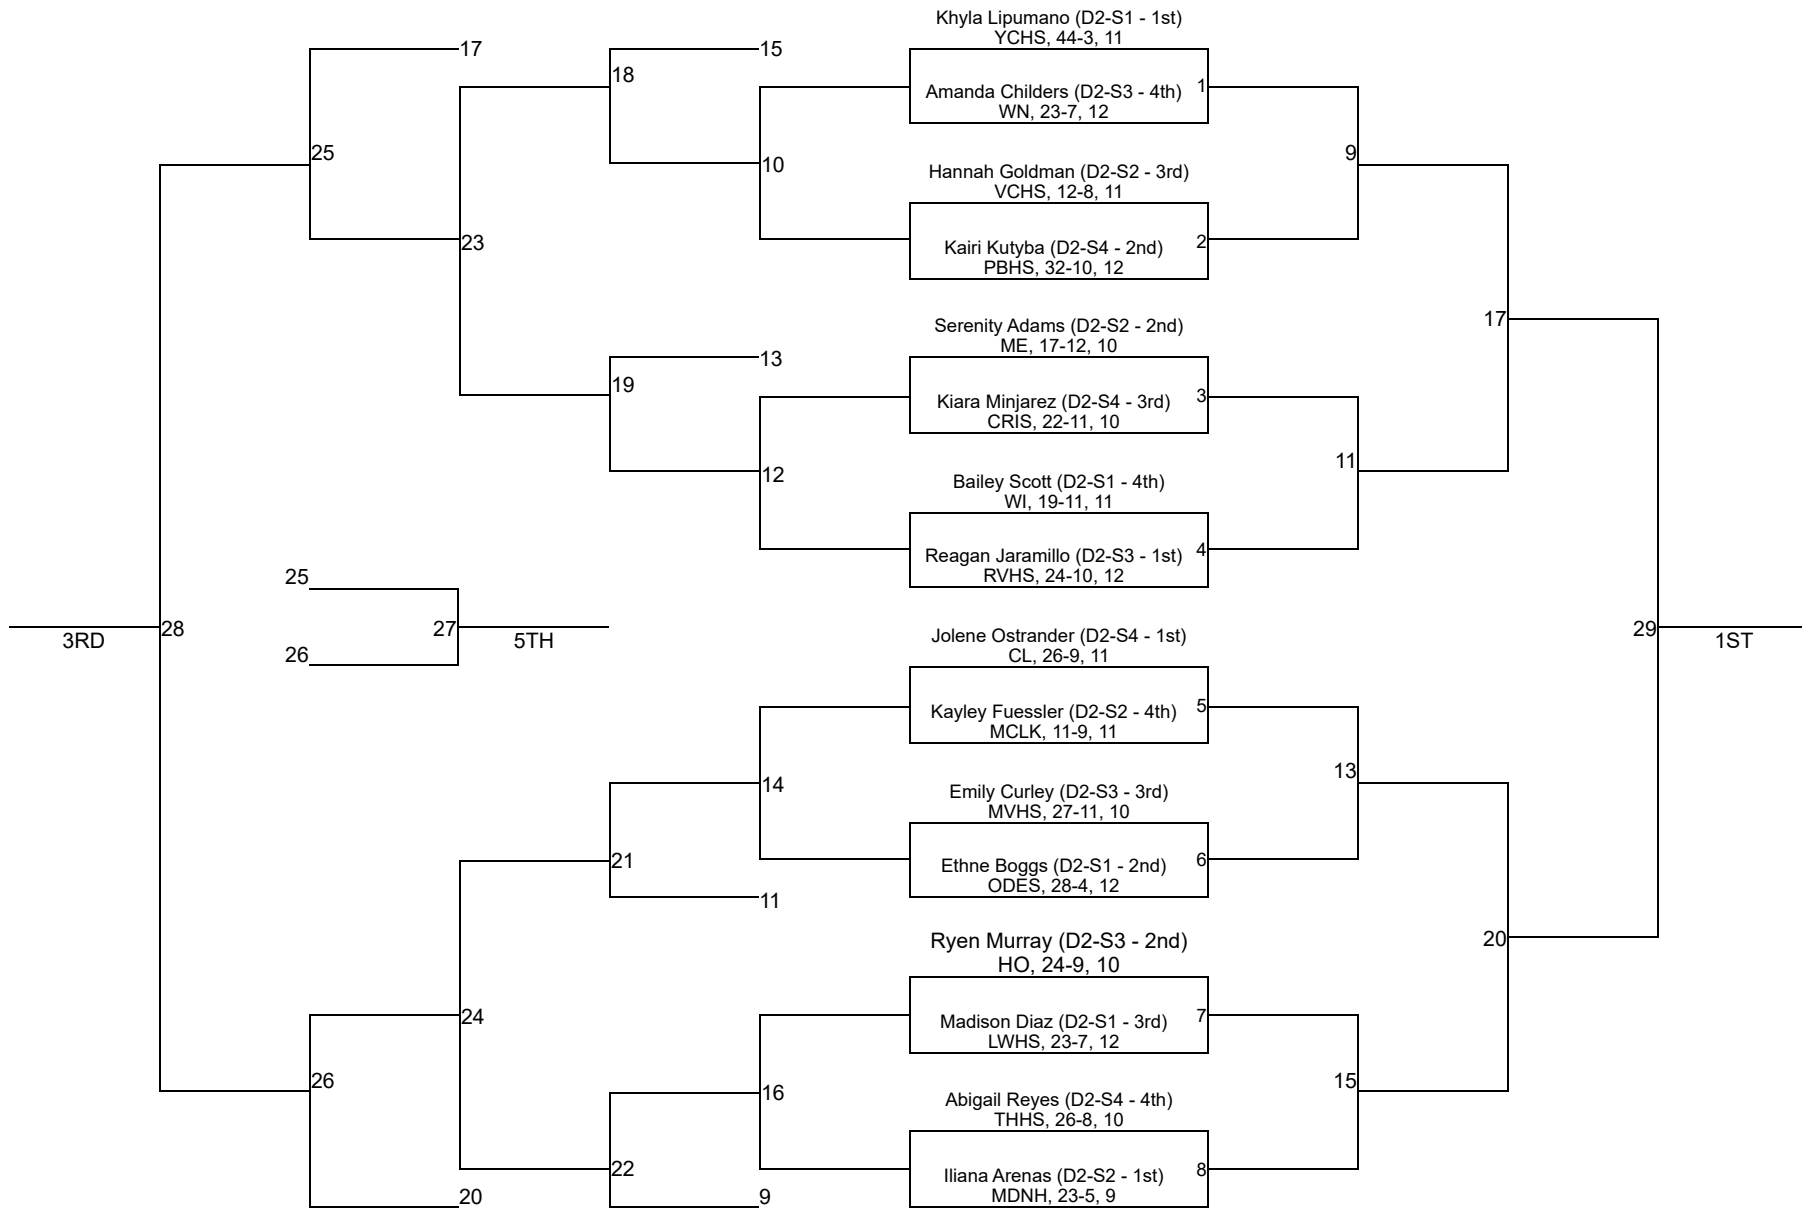 Khyla Lipumano (D2-S1 - 1st)
YCHS, 44-3, 11
17
15
18
Amanda Childers (D2-S3 - 4th)
WN, 23-7, 12
1
25
10
9
Hannah Goldman (D2-S2 - 3rd)
VCHS, 12-8, 11
23
Kairi Kutyba (D2-S4 - 2nd)
PBHS, 32-10, 12
2
Serenity Adams (D2-S2 - 2nd)
ME, 17-12, 10
17
13
19
Kiara Minjarez (D2-S4 - 3rd)
CRIS, 22-11, 10
3
12
11
Bailey Scott (D2-S1 - 4th)
WI, 19-11, 11
Reagan Jaramillo (D2-S3 - 1st)
RVHS, 24-10, 12
4
25
3RD
28
27
5TH
29
1ST
26
Jolene Ostrander (D2-S4 - 1st)
CL, 26-9, 11
Kayley Fuessler (D2-S2 - 4th)
MCLK, 11-9, 11
5
14
13
Emily Curley (D2-S3 - 3rd)
MVHS, 27-11, 10
21
Ethne Boggs (D2-S1 - 2nd)
ODES, 28-4, 12
6
11
Ryen Murray (D2-S3 - 2nd)
HO, 24-9, 10
20
24
Madison Diaz (D2-S1 - 3rd)
LWHS, 23-7, 12
7
26
16
15
Abigail Reyes (D2-S4 - 4th)
THHS, 26-8, 10
22
Iliana Arenas (D2-S2 - 1st)
MDNH, 23-5, 9
8
20
9